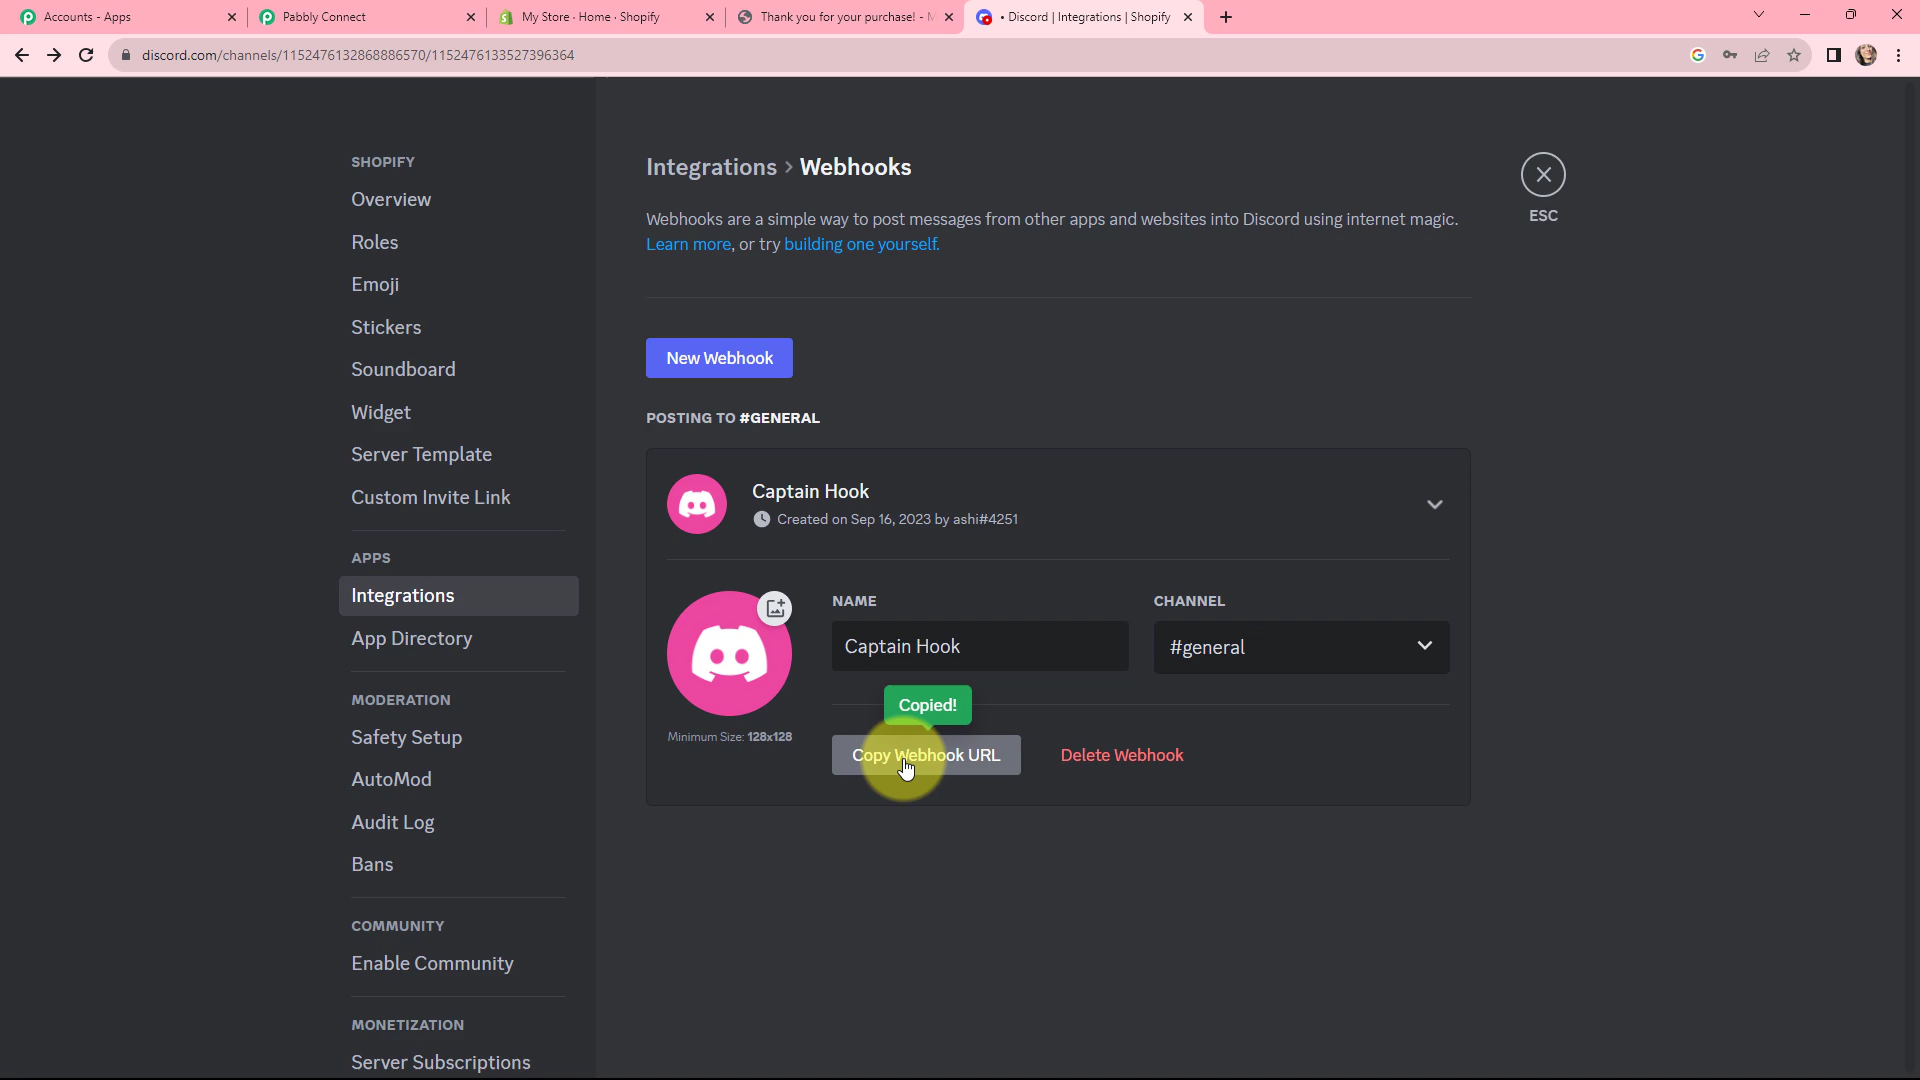 Accounts - Apps
Pabbly Connect
My Store · Home · Shopify
Thank you for your purchase! -
• Discord | Integrations | Shopify
discord.com/channels/1152476132868886570/1152476133527396364
SHOPIFY
Overview
Roles
Emoji
Stickers
Soundboard
Widget
Server Template
Custom Invite Link
APPS
Integrations
App Directory
MODERATION
Safety Setup
AutoMod
Audit Log
Bans
COMMUNITY
Enable Community
MONETIZATION
Server Subscriptions
Integrations > Webhooks
Webhooks are a simple way to post messages from other apps and websites into Discord using internet magic.
Learn more, or try building one yourself.
ESC
New Webhook
POSTING TO #GENERAL
Captain Hook
Created on Sep 16, 2023 by ashi#4251
NAME
CHANNEL
Captain Hook
#general
Copied!
Minimum Size: 128x128
Copy Webhook URL
Delete Webhook